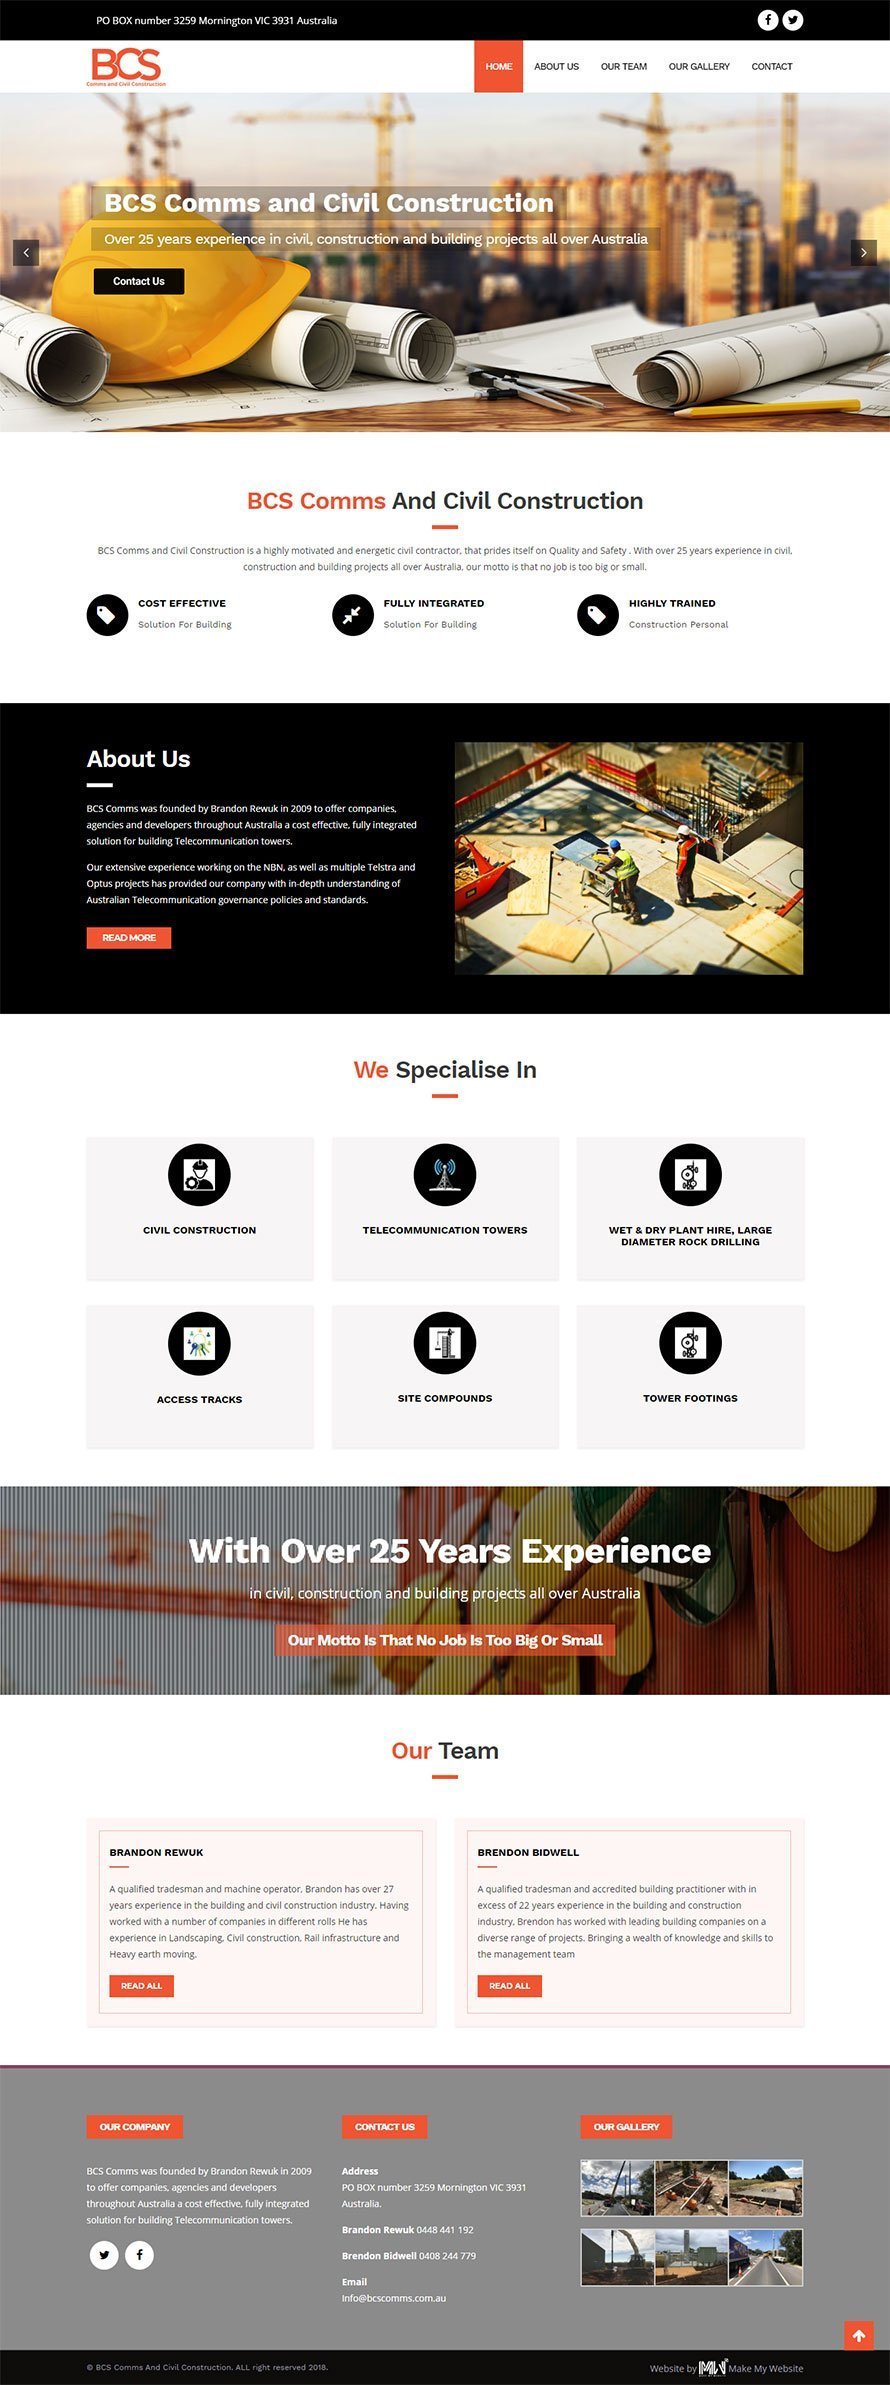 PO BOX number 3259 Mornington VIC 3931 Australia
BCS
Comms and Civil Construction
HOME ABOUT US OUR TEAM OUR GALLERY CONTACT
BCS Comms and Civil Construction
Over 25 years experience in civil, construction and building projects all over Australia
Contact Us
BCS Comms And Civil Construction
BCS Comms and Civil Construction is a highly motivated and energetic civil contractor, that prides itself on Quality and Safety . With over 25 years experience in civil,
construction and building projects all over Australia, our motto is that no job is too big or small.
COST EFFECTIVE
Solution For Building
FULLY INTEGRATED
Solution For Building
HIGHLY TRAINED
Construction Personal
About Us
BCS Comms was founded by Brandon Rewuk in 2009 to offer companies,
agencies and developers throughout Australia a cost effective, fully integrated
solution for building Telecommunication towers.
Our extensive experience working on the NBN, as well as multiple Telstra and
Optus projects has provided our company with in-depth understanding of
Australian Telecommunication governance policies and standards.
READ MORE
We Specialise In
CIVIL CONSTRUCTION
TELECOMMUNICATION TOWERS
WET & DRY PLANT HIRE, LARGE
DIAMETER ROCK DRILLING
ACCESS TRACKS
SITE COMPOUNDS
TOWER FOOTINGS
With Over 25 Years Experience
in civil, construction and building projects all over Australia
Our Motto Is That No Job Is Too Big Or Small
Our Team
BRANDON REWUK
A qualified tradesman and machine operator, Brandon has over 27
years experience in the building and civil construction industry. Having
worked with a number of companies in different rolls He has
experience in Landscaping, Civil construction, Rail infrastructure and
Heavy earth moving.
READ ALL
BRENDON BIDWELL
A qualified tradesman and accredited building practitioner with in
excess of 22 years experience in the building and construction
industry, Brendon has worked with leading building companies on a
diverse range of projects. Bringing a wealth of knowledge and skills to
the management team
READ ALL
OUR COMPANY
BCS Comms was founded by Brandon Rewuk in 2009
to offer companies, agencies and developers
throughout Australia a cost effective, fully integrated
solution for building Telecommunication towers.
CONTACT US
Address
PO BOX number 3259 Mornington VIC 3931
Australia.
Brandon Rewuk 0448 441 192
Brendon Bidwell 0408 244 779
Email
Info@bcscomms.com.au
OUR GALLERY
© BCS Comms And Civil Construction. ALL right reserved 2018.
Website by Make My Website